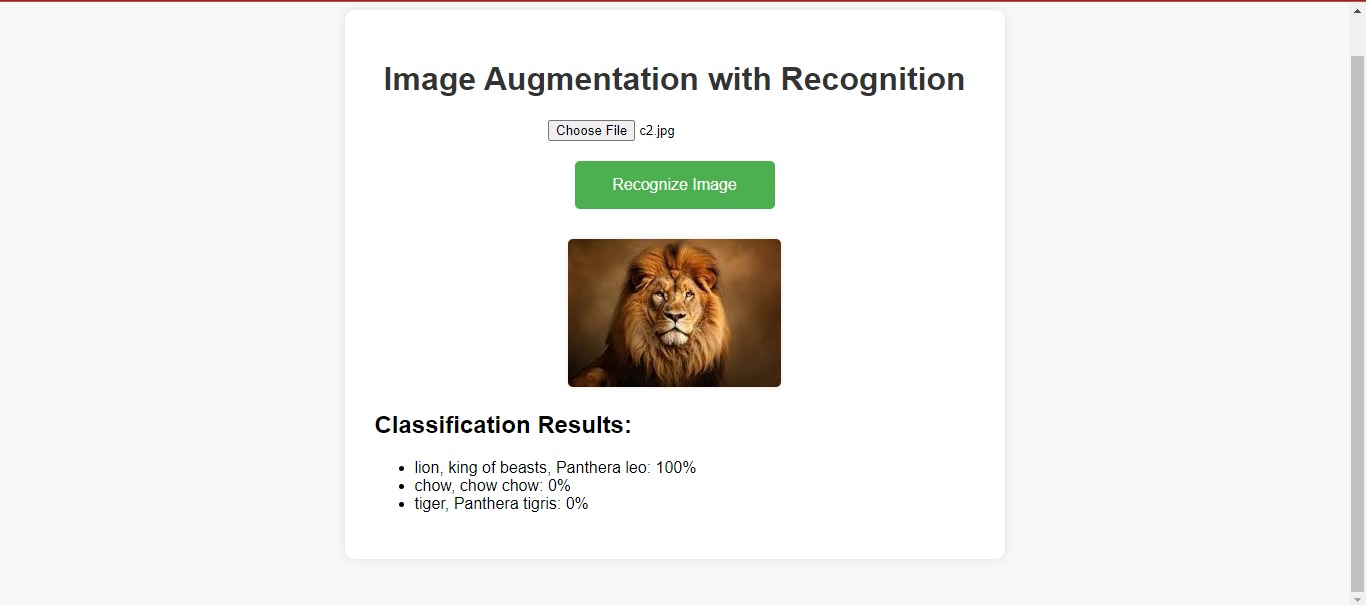 Image Augmentation with Recognition
Choose File c2.jpg
Recognize Image
Classification Results:
lion, king of beasts, Panthera leo: 100%
chow, chow chow: 0%
tiger, Panthera tigris: 0%